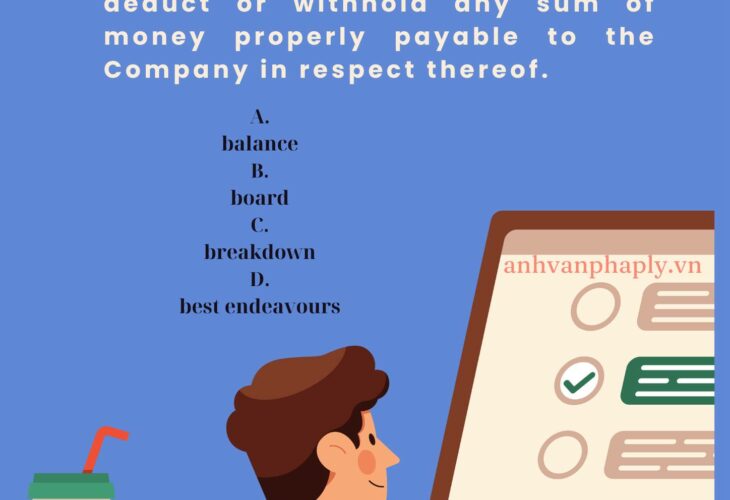 deduct or withhold any sum of
money properly payable to the
Company in respect thereof.
A.
balance
B.
board
C.
breakdown
D.
best endeavours
anhvanphaply.vn